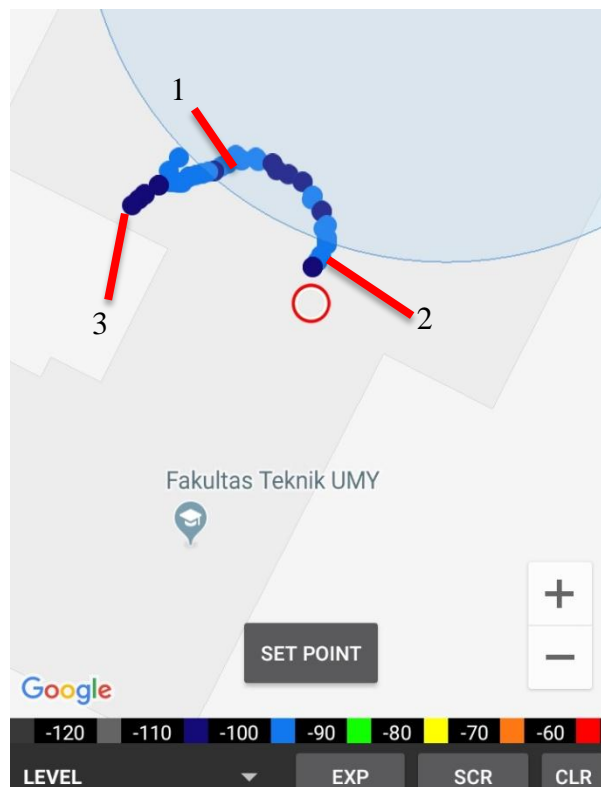 1
2
3
Fakultas Teknik UMY
+
SET POINT
−
Google
-120 -110 -100 -90 -80 -70 -60
LEVEL EXP SCR CLR